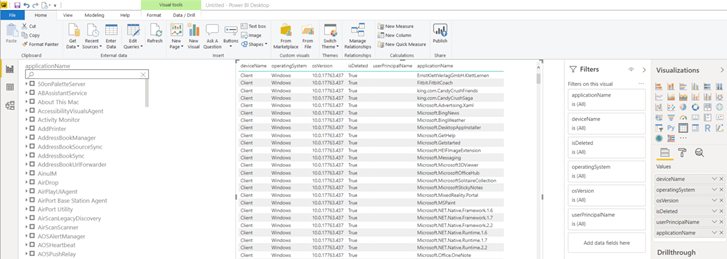 Visual tools
Untitled - Power BI Desktop
File
Home
View
Modeling
Help
Format
Data / Drill
Paste
Cut
Copy
Format Painter
Clipboard
Get Data
Recent Sources
Enter Data
Edit Queries
Refresh
External data
New Page
New Visual
Ask A Question
Buttons
Text box
Image
Shapes
Insert
From Marketplace
From File
Custom visuals
Switch Theme
Themes
Manage Relationships
Relationships
New Measure
New Column
New Quick Measure
Calculations
Publish
Share
applicationName
50onPaletteServer
ABAssistantService
About This Mac
AccessibilityVisualsAgent
Activity Monitor
AddPrinter
AddressBookManager
AddressBookSourceSync
AddressBookSync
AddressBookUrlForwarder
AinuIM
AirDrop
AirPlayUIAgent
AirPort Base Station Agent
AirPort Utility
AirScanLegacyDiscovery
AirScanScanner
AOSAlertManager
AOSHeartbeat
AOSPushRelay
deviceName operatingSystem osVersion isDeleted userPrincipalName applicationName
Client Windows 10.0.17763.437 True ErnstKlettVerlagGmbH.KlettLernen
Client Windows 10.0.17763.437 True Fitbit.FitbitCoach
Client Windows 10.0.17763.437 True king.com.CandyCrushFriends
Client Windows 10.0.17763.437 True king.com.CandyCrushSaga
Client Windows 10.0.17763.437 True Microsoft.Advertising.Xaml
Client Windows 10.0.17763.437 True Microsoft.BingNews
Client Windows 10.0.17763.437 True Microsoft.BingWeather
Client Windows 10.0.17763.437 True Microsoft.DesktopAppInstaller
Client Windows 10.0.17763.437 True Microsoft.GetHelp
Client Windows 10.0.17763.437 True Microsoft.Getstarted
Client Windows 10.0.17763.437 True Microsoft.HEIFImageExtension
Client Windows 10.0.17763.437 True Microsoft.Messaging
Client Windows 10.0.17763.437 True Microsoft.Microsoft3DViewer
Client Windows 10.0.17763.437 True Microsoft.MicrosoftOfficeHub
Client Windows 10.0.17763.437 True Microsoft.MicrosoftSolitaireCollection
Client Windows 10.0.17763.437 True Microsoft.MicrosoftStickyNotes
Client Windows 10.0.17763.437 True Microsoft.MixedReality.Portal
Client Windows 10.0.17763.437 True Microsoft.MSPaint
Client Windows 10.0.17763.437 True Microsoft.NET.Native.Framework.1.6
Client Windows 10.0.17763.437 True Microsoft.NET.Native.Framework.1.7
Client Windows 10.0.17763.437 True Microsoft.NET.Native.Framework.2.2
Client Windows 10.0.17763.437 True Microsoft.NET.Native.Runtime.1.6
Client Windows 10.0.17763.437 True Microsoft.NET.Native.Runtime.1.7
Client Windows 10.0.17763.437 True Microsoft.NET.Native.Runtime.2.2
Client Windows 10.0.17763.437 True Microsoft.Office.OneNote
Filters
Filters on this visual
applicationName
is (All)
deviceName
is (All)
isDeleted
is (All)
operatingSystem
is (All)
osVersion
is (All)
userPrincipalName
is (All)
Add data fields here
Visualizations
Values
deviceName
operatingSystem
osVersion
isDeleted
userPrincipalName
applicationName
Drillthrough